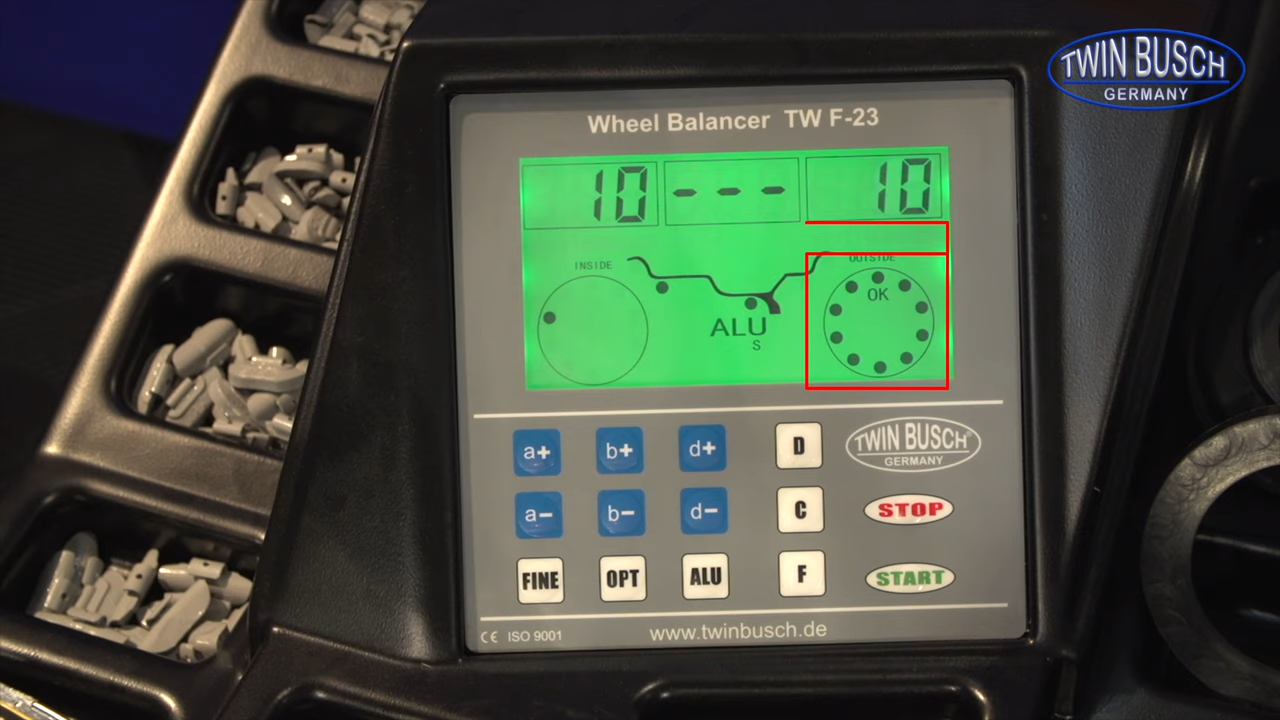 TWIN BUSCH
GERMANY
Wheel Balancer TW F-23
10 --- 10
INSIDE
OUTSIDE
OK
ALU
S
a+ b+ d+ D
TWIN BUSCH®
GERMANY
a- b- d- C STOP
FINE OPT ALU F START
CE ISO 9001
www.twinbusch.de